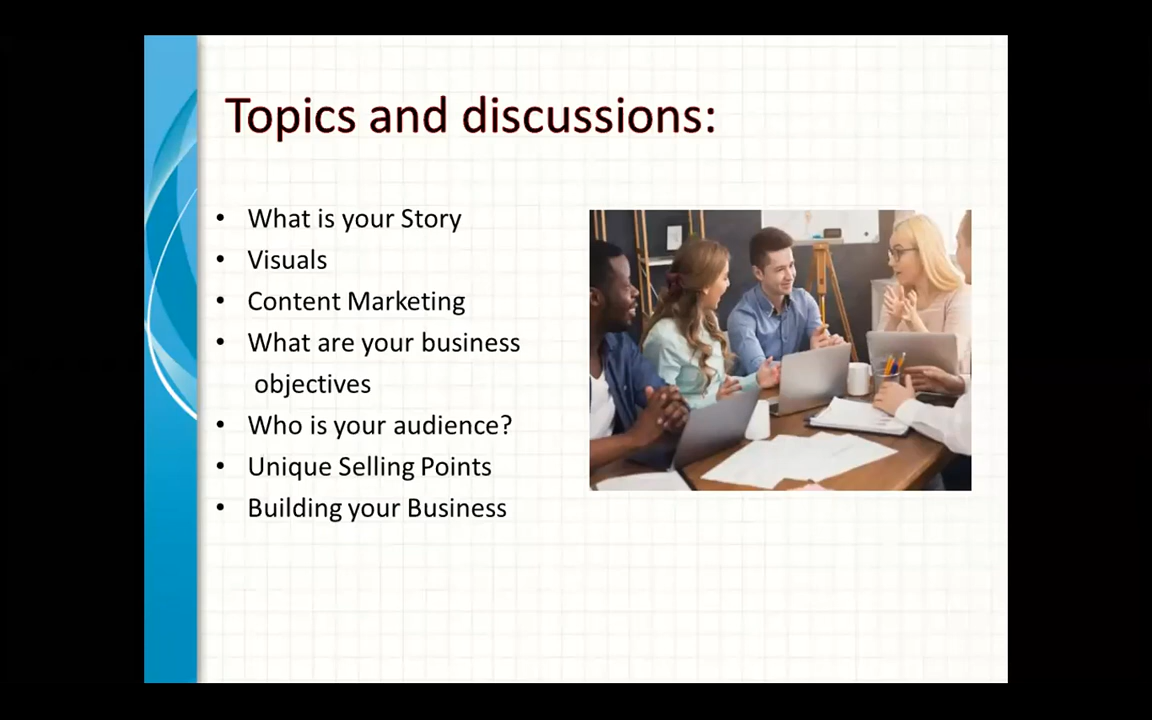 Topics and discussions:
• What is your Story
• Visuals
• Content Marketing
• What are your business
objectives
• Who is your audience?
• Unique Selling Points
• Building your Business